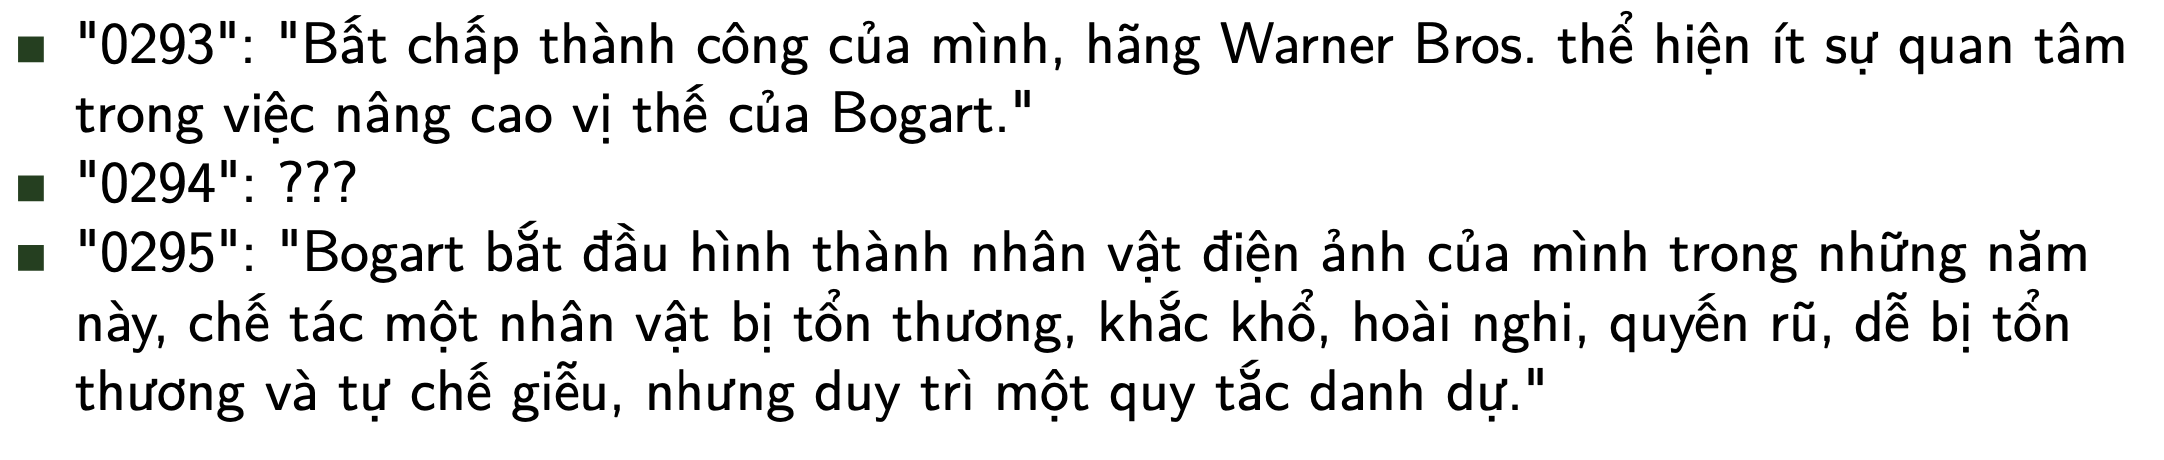 "0293": "Bất chấp thành công của mình, hãng Warner Bros. thể hiện ít sự quan tâm
trong việc nâng cao vị thế của Bogart."
"0294": ???
"0295": "Bogart bắt đầu hình thành nhân vật điện ảnh của mình trong những năm
này, chế tác một nhân vật bị tổn thương, khắc khổ, hoài nghi, quyến rũ, dễ bị tổn
thương và tự chế giễu, nhưng duy trì một quy tắc danh dự."